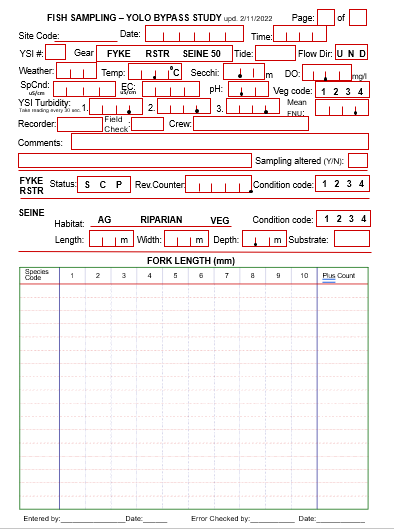 FISH SAMPLING – YOLO BYPASS STUDY upd. 2/11/2022 Page: of
Site Code: Date: Time:
YSI #: Gear FYKE RSTR SEINE 50 Tide: Flow Dir: U N D
Weather: Temp: °C Secchi: m DO: mg/l
SpCnd: uS/cm EC: uS/cm pH: Veg code: 1 2 3 4
YSI Turbidity: Take reading every 30 sec. 1. 2. 3. Mean FNU:
Recorder: Field Check: Crew:
Comments:
Sampling altered (Y/N):
FYKE RSTR Status: S C P Rev.Counter: Condition code: 1 2 3 4
SEINE
Habitat: AG RIPARIAN VEG Condition code: 1 2 3 4
Length: m Width: m Depth: m Substrate:
FORK LENGTH (mm)
Species Code 1 2 3 4 5 6 7 8 9 10 Plus Count
Entered by: Date: Error Checked by: Date: